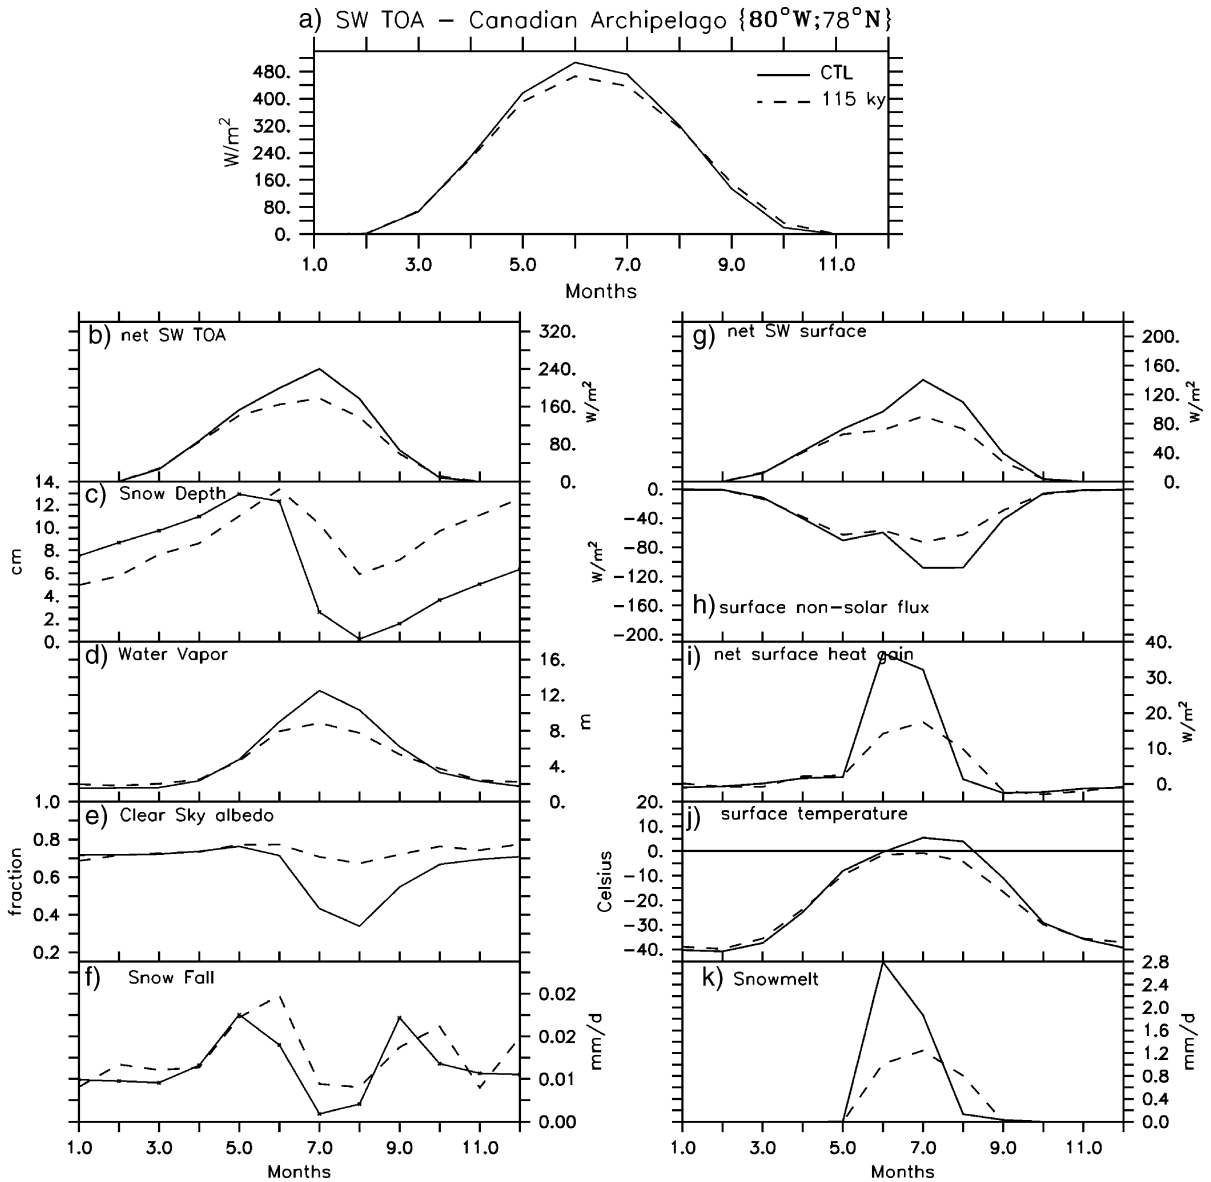 a) SW TOA – Canadian Archipelago {80°W;78°N}
480.
400.
320.
240.
160.
80.
0.
W/m²
CTL
115 ky
1.0 3.0 5.0 7.0 9.0 11.0
Months
b) net SW TOA
320.
240.
160.
80.
0.
W/m²
c) Snow Depth
14.
12.
10.
8.
6.
4.
2.
0.
cm
d) Water Vapor
16.
12.
8.
4.
0.
m
e) Clear Sky albedo
1.0
0.8
0.6
0.4
0.2
fraction
f) Snow Fall
0.02
0.02
0.01
0.00
mm/d
1.0 3.0 5.0 7.0 9.0 11.0
Months
g) net SW surface
200.
160.
120.
80.
40.
0.
W/m²
0.
-40.
-80.
-120.
-160.
-200.
W/m²
h) surface non-solar flux
i) net surface heat gain
40.
30.
20.
10.
0.
W/m²
j) surface temperature
20.
10.
0.
-10.
-20.
-30.
-40.
Celsius
k) Snowmelt
2.8
2.4
2.0
1.6
1.2
0.8
0.4
0.0
mm/d
1.0 3.0 5.0 7.0 9.0 11.0
Months